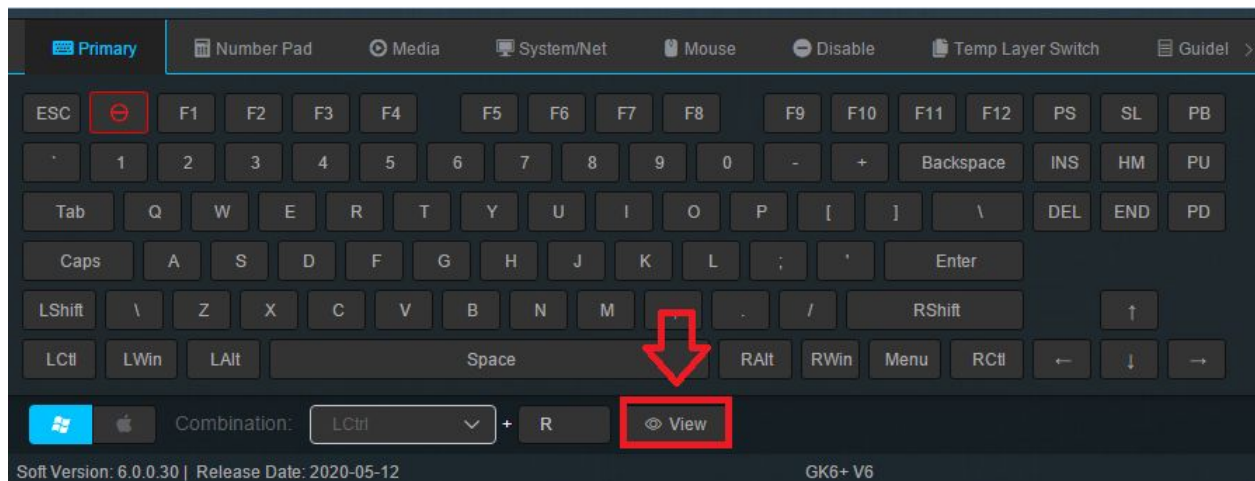 Primary Number Pad Media System/Net Mouse Disable Temp Layer Switch Guidel >
ESC F1 F2 F3 F4 F5 F6 F7 F8 F9 F10 F11 F12 PS SL PB
` 1 2 3 4 5 6 7 8 9 0 - + Backspace INS HM PU
Tab Q W E R T Y U I O P [ ] \ DEL END PD
Caps A S D F G H J K L ; ' Enter
LShift \ Z X C V B N M . / RShift ↑
LCtl LWin LAlt Space RAlt RWin Menu RCtl ← ↓ →
Combination: LCtrl + R View
Soft Version: 6.0.0.30 | Release Date: 2020-05-12 GK6+ V6